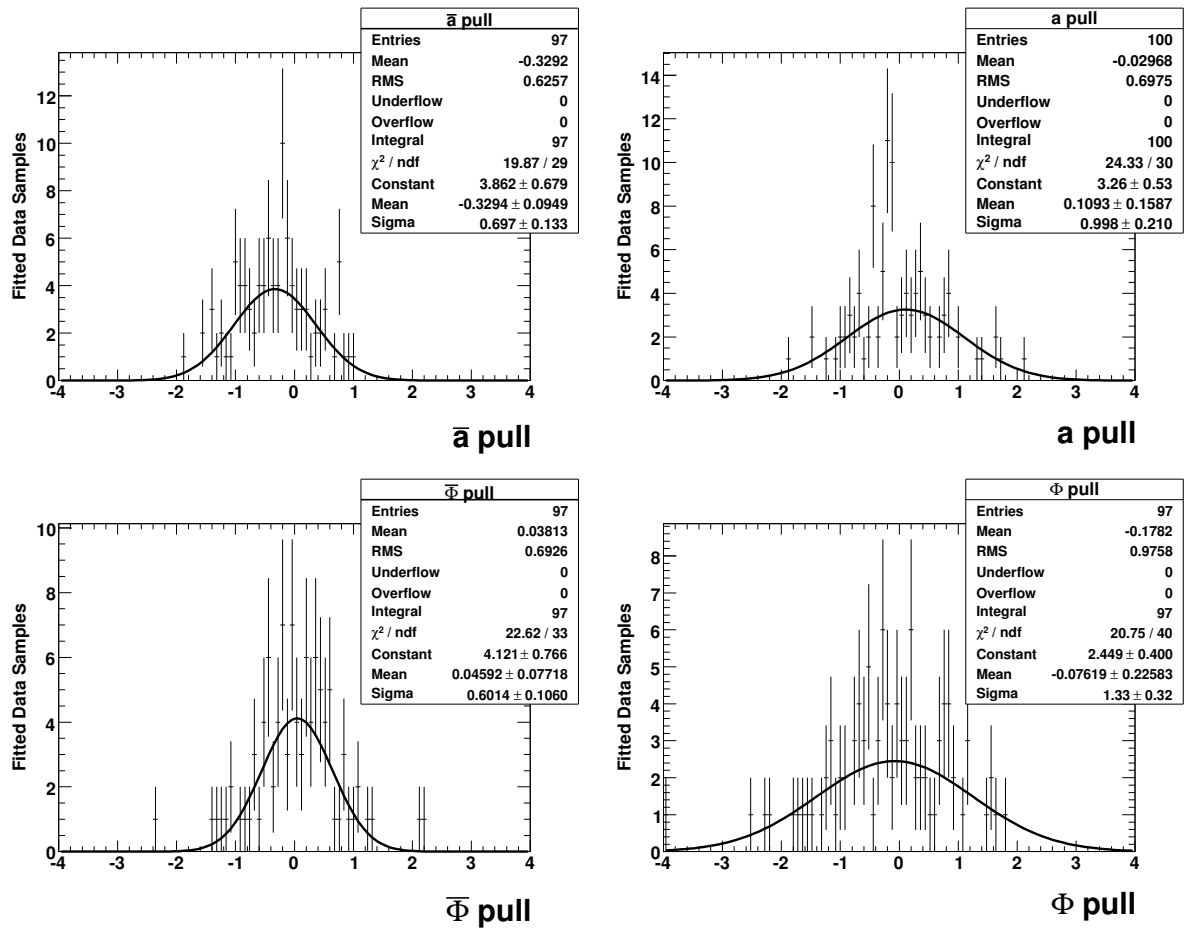 a̅ pull
Entries 97
Mean -0.3292
RMS 0.6257
Underflow 0
Overflow 0
Integral 97
χ² / ndf 19.87 / 29
Constant 3.862 ± 0.679
Mean -0.3294 ± 0.0949
Sigma 0.697 ± 0.133
Fitted Data Samples
12
10
8
6
4
2
0
-4 -3 -2 -1 0 1 2 3 4
a̅ pull
a pull
Entries 100
Mean -0.02968
RMS 0.6975
Underflow 0
Overflow 0
Integral 100
χ² / ndf 24.33 / 30
Constant 3.26 ± 0.53
Mean 0.1093 ± 0.1587
Sigma 0.998 ± 0.210
Fitted Data Samples
14
12
10
8
6
4
2
0
-4 -3 -2 -1 0 1 2 3 4
a pull
Φ̅ pull
Entries 97
Mean 0.03813
RMS 0.6926
Underflow 0
Overflow 0
Integral 97
χ² / ndf 22.62 / 33
Constant 4.121 ± 0.766
Mean 0.04592 ± 0.07718
Sigma 0.6014 ± 0.1060
Fitted Data Samples
10
8
6
4
2
0
-4 -3 -2 -1 0 1 2 3 4
Φ̅ pull
Φ pull
Entries 97
Mean -0.1782
RMS 0.9758
Underflow 0
Overflow 0
Integral 97
χ² / ndf 20.75 / 40
Constant 2.449 ± 0.400
Mean -0.07619 ± 0.22583
Sigma 1.33 ± 0.32
Fitted Data Samples
8
7
6
5
4
3
2
1
0
-4 -3 -2 -1 0 1 2 3 4
Φ pull